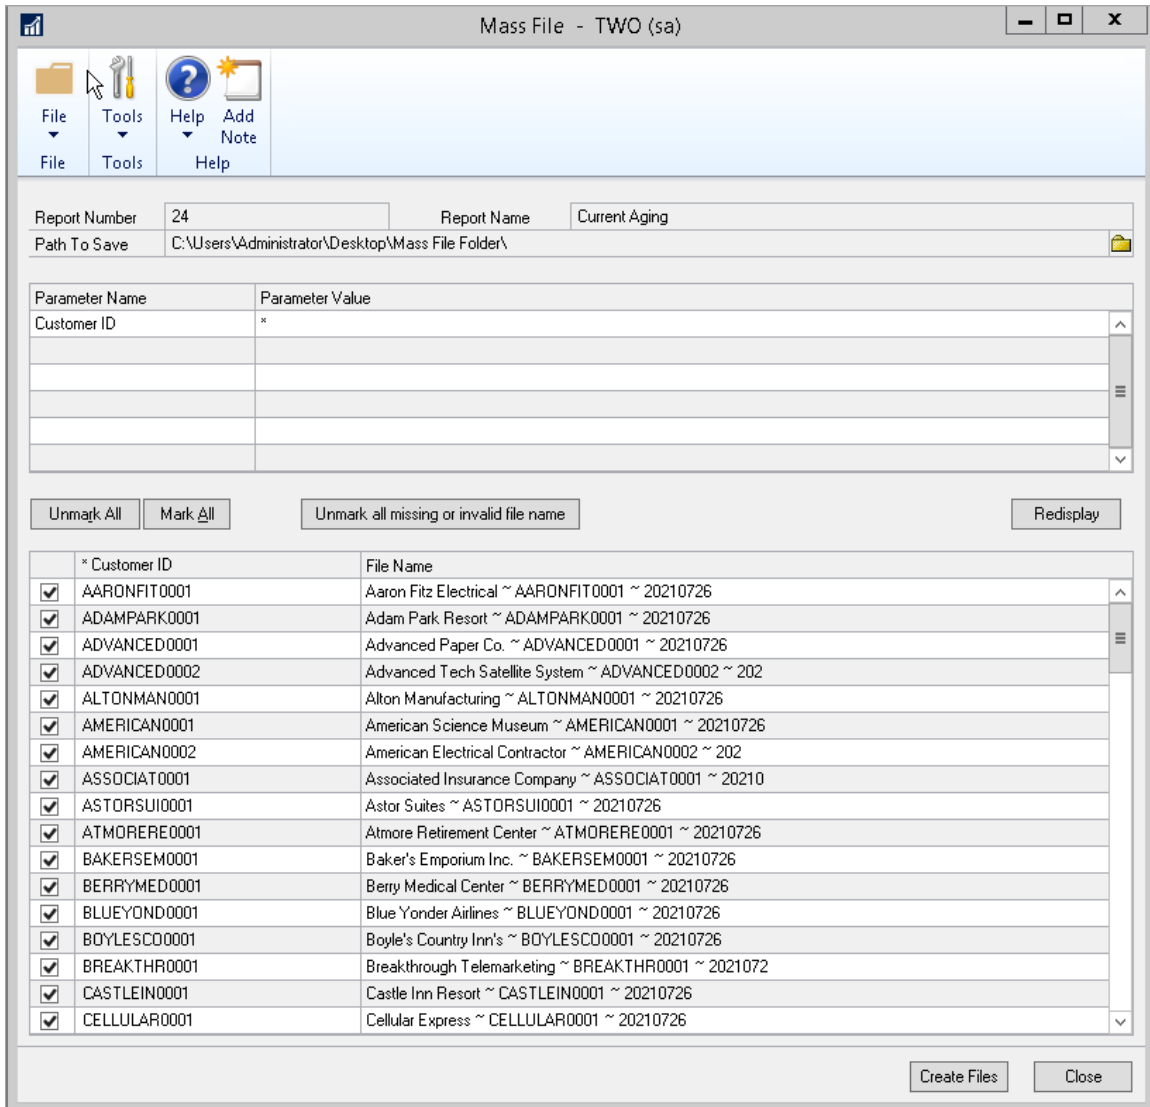 Mass File - TWO (sa)
File Tools Help Add Note
File Tools Help
Report Number 24 Report Name Current Aging
Path To Save C:\Users\Administrator\Desktop\Mass File Folder\
Parameter Name Parameter Value
Customer ID *
Unmark All Mark All Unmark all missing or invalid file name Redisplay
* Customer ID File Name
AARONFIT0001 Aaron Fitz Electrical ~ AARONFIT0001 ~ 20210726
ADAMPARK0001 Adam Park Resort ~ ADAMPARK0001 ~ 20210726
ADVANCED0001 Advanced Paper Co. ~ ADVANCED0001 ~ 20210726
ADVANCED0002 Advanced Tech Satellite System ~ ADVANCED0002 ~ 202
ALTONMAN0001 Alton Manufacturing ~ ALTONMAN0001 ~ 20210726
AMERICAN0001 American Science Museum ~ AMERICAN0001 ~ 20210726
AMERICAN0002 American Electrical Contractor ~ AMERICAN0002 ~ 202
ASSOCIAT0001 Associated Insurance Company ~ ASSOCIAT0001 ~ 20210
ASTORSUI0001 Astor Suites ~ ASTORSUI0001 ~ 20210726
ATMORERE0001 Atmore Retirement Center ~ ATMORERE0001 ~ 20210726
BAKERSEM0001 Baker's Emporium Inc. ~ BAKERSEM0001 ~ 20210726
BERRYMED0001 Berry Medical Center ~ BERRYMED0001 ~ 20210726
BLUEYOND0001 Blue Yonder Airlines ~ BLUEYOND0001 ~ 20210726
BOYLESCO0001 Boyle's Country Inn's ~ BOYLESCO0001 ~ 20210726
BREAKTHR0001 Breakthrough Telemarketing ~ BREAKTHR0001 ~ 2021072
CASTLEIN0001 Castle Inn Resort ~ CASTLEIN0001 ~ 20210726
CELLULAR0001 Cellular Express ~ CELLULAR0001 ~ 20210726
Create Files Close